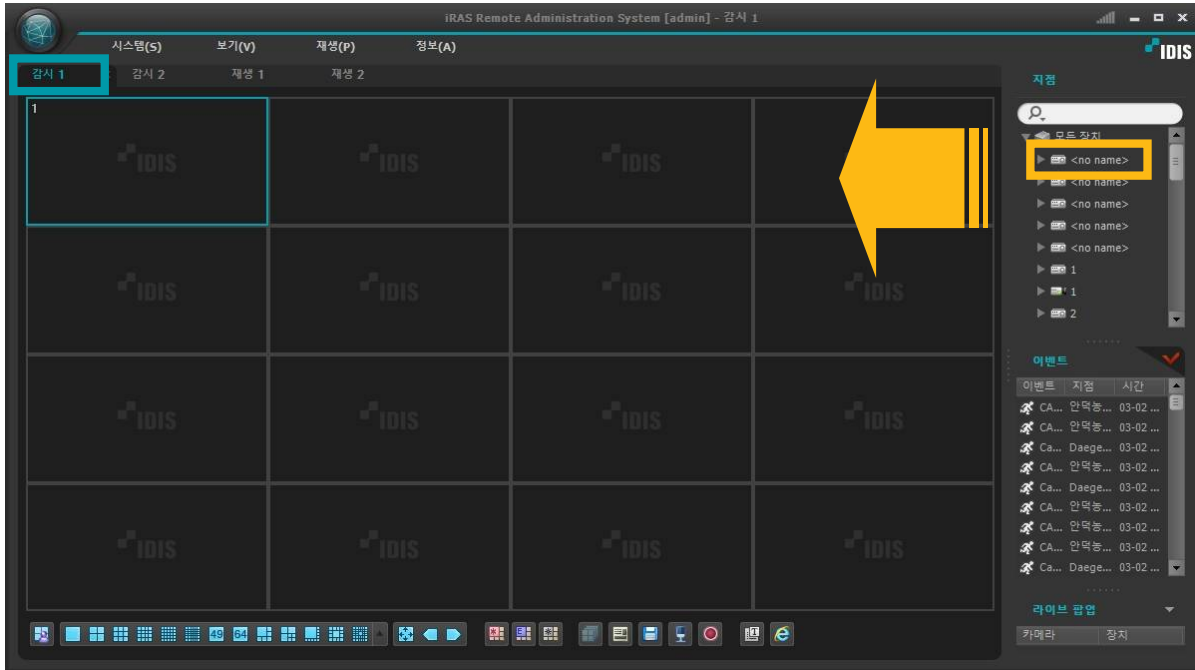 iRAS Remote Administration System [admin] - 감시 1
시스템(S) 보기(V) 재생(P) 정보(A)
IDIS
감시 1 감시 2 재생 1 재생 2
지점
1
모든 장치
<no name>
<no name>
<no name>
<no name>
<no name>
1
1
2
IDIS IDIS IDIS
IDIS IDIS IDIS IDIS
IDIS IDIS IDIS IDIS
IDIS IDIS IDIS IDIS
이벤트
이벤트 지점 시간
CA... 안덕농... 03-02 ...
CA... 안덕농... 03-02 ...
Ca... Daege... 03-02 ...
CA... 안덕농... 03-02 ...
Ca... Daege... 03-02 ...
CA... 안덕농... 03-02 ...
CA... 안덕농... 03-02 ...
CA... 안덕농... 03-02 ...
Ca... Daege... 03-02 ...
라이브 팝업
카메라 장치
49 64